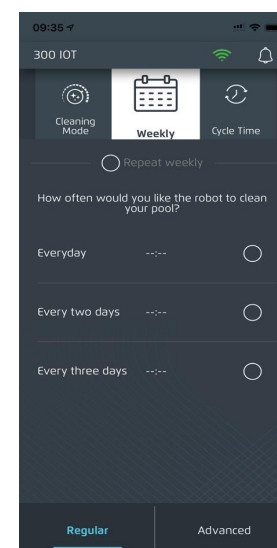 09:35
300 IOT
Cleaning
Mode
Weekly
Cycle Time
Repeat weekly
How often would you like the robot to clean
your pool?
Everyday --:--
Every two days --:--
Every three days --:--
Regular
Advanced